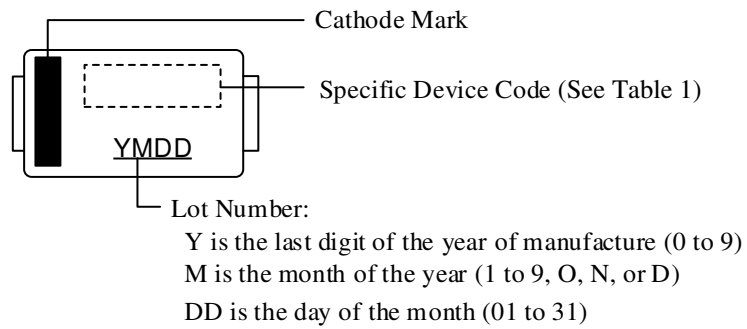 Cathode Mark
Specific Device Code (See Table 1)
YMDD
Lot Number:
Y is the last digit of the year of manufacture (0 to 9)
M is the month of the year (1 to 9, O, N, or D)
DD is the day of the month (01 to 31)